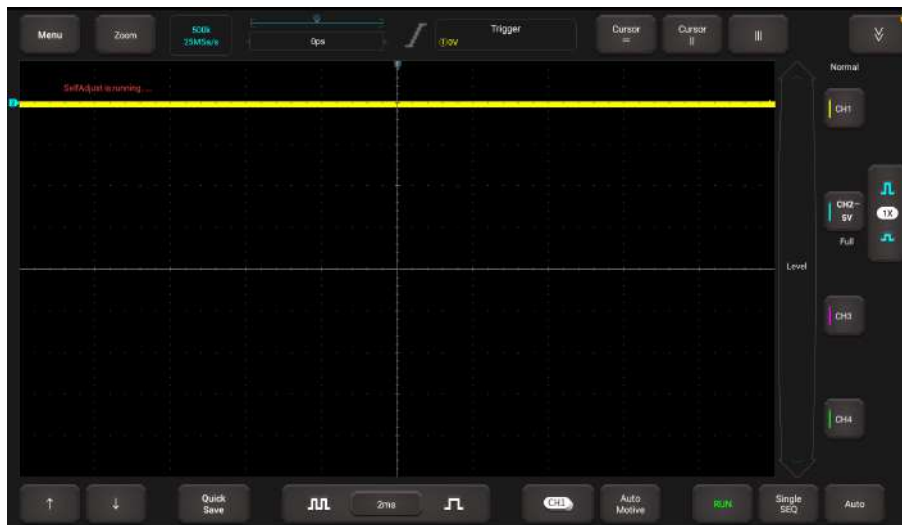 Menu
Zoom
500k
25MSa/s
0ps
Trigger
①0V
Cursor
Cursor
Normal
SelfAdjust is running....
CH1
CH2
5V
1X
Full
Level
CH3
CH4
Quick
Save
2ms
CH1
Auto
Motive
RUN
Single
SEQ
Auto